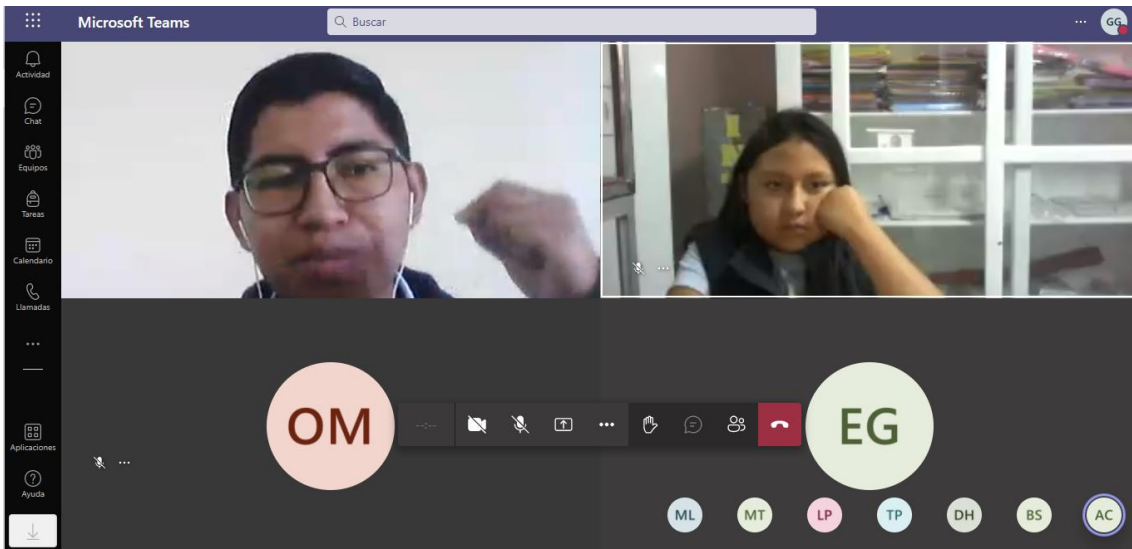 Microsoft Teams
Buscar
GG
Actividad
Chat
Equipos
Tareas
Calendario
Llamadas
Aplicaciones
Ayuda
OM
--:--
EG
ML
MT
LP
TP
DH
BS
AC